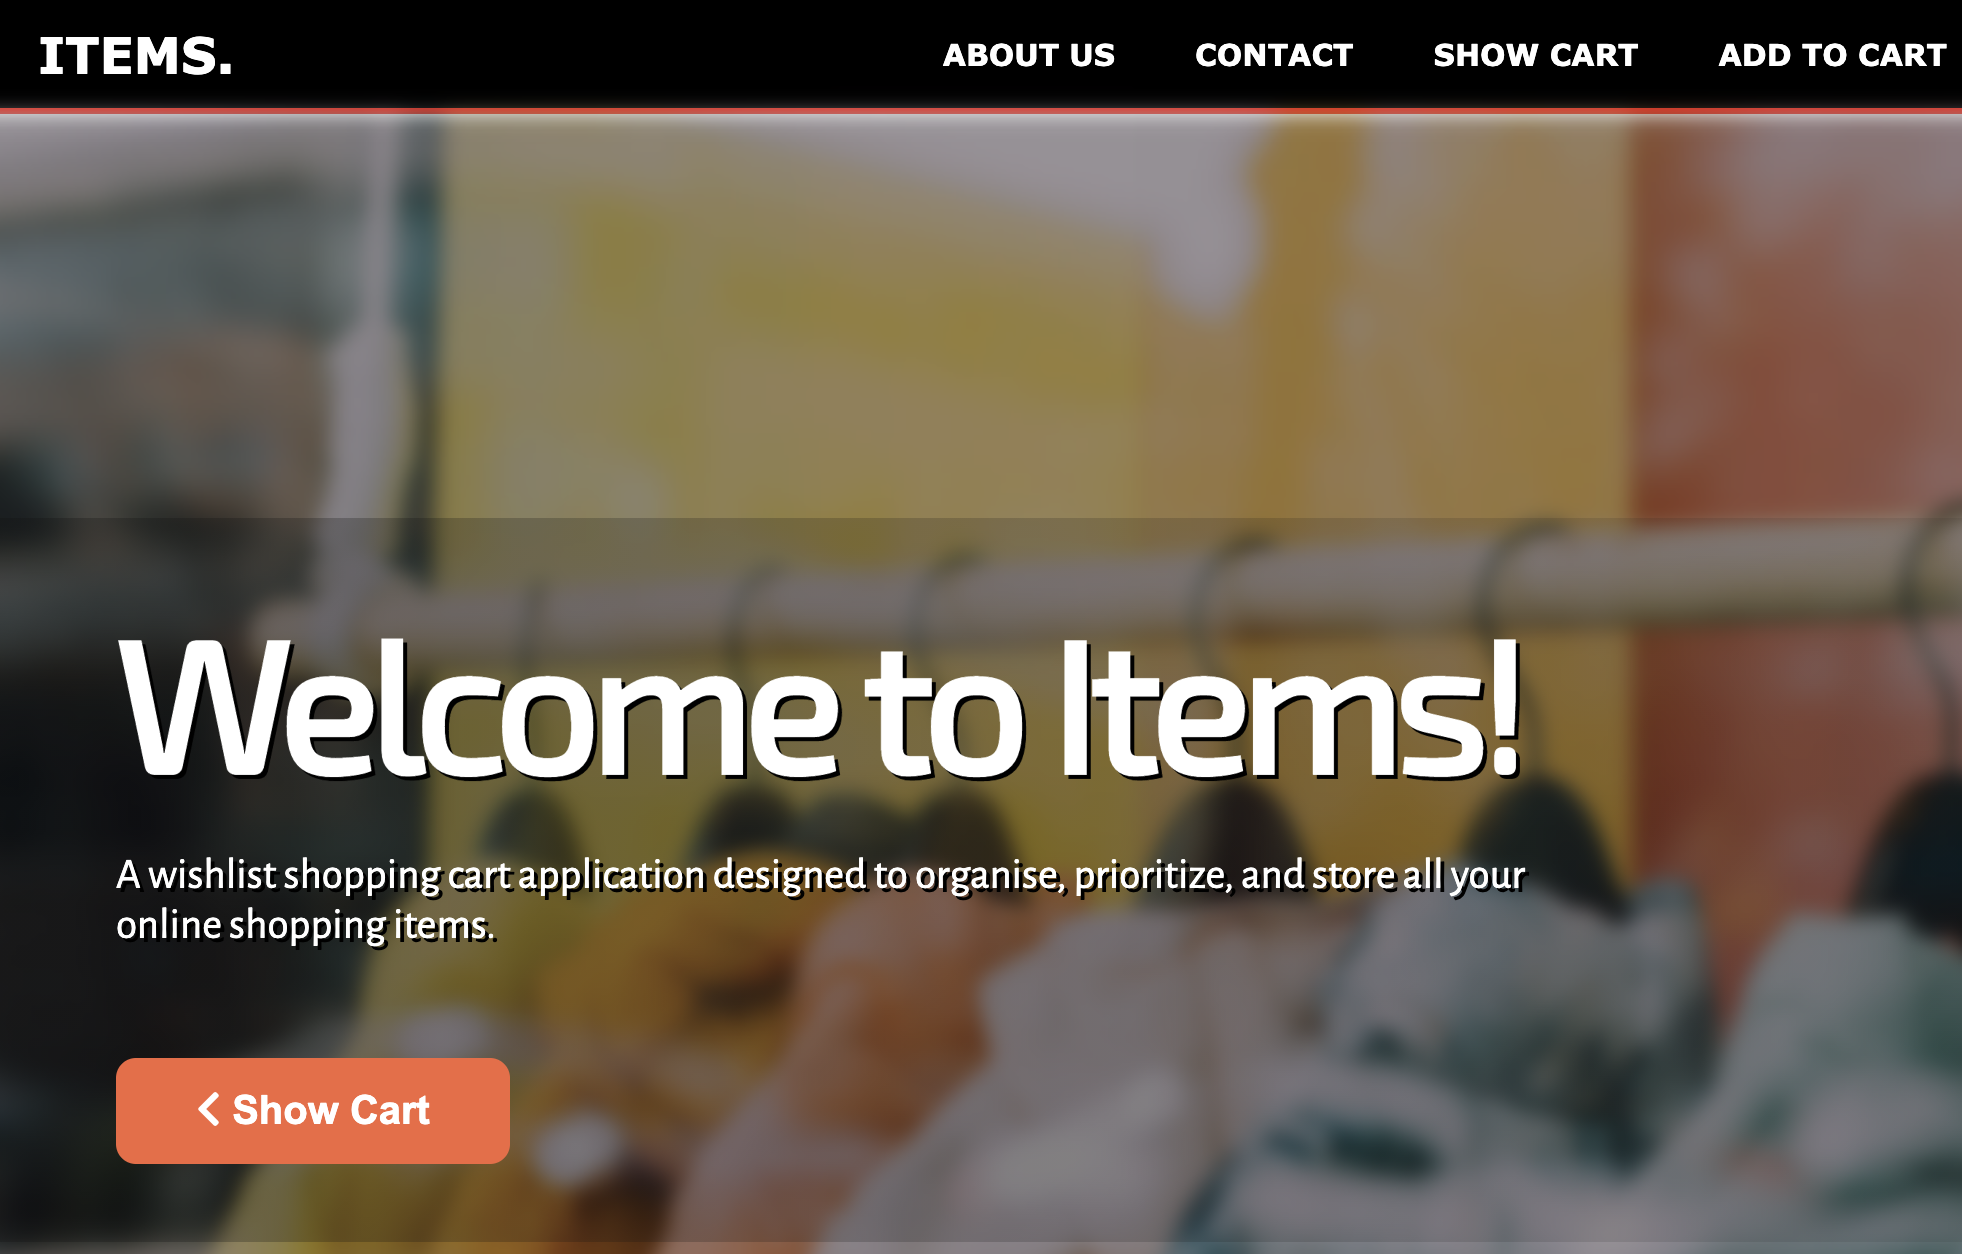 ITEMS.
ABOUT US
CONTACT
SHOW CART
ADD TO CART
Welcome to Items!
A wishlist shopping cart application designed to organise, prioritize, and store all your
online shopping items.
Show Cart